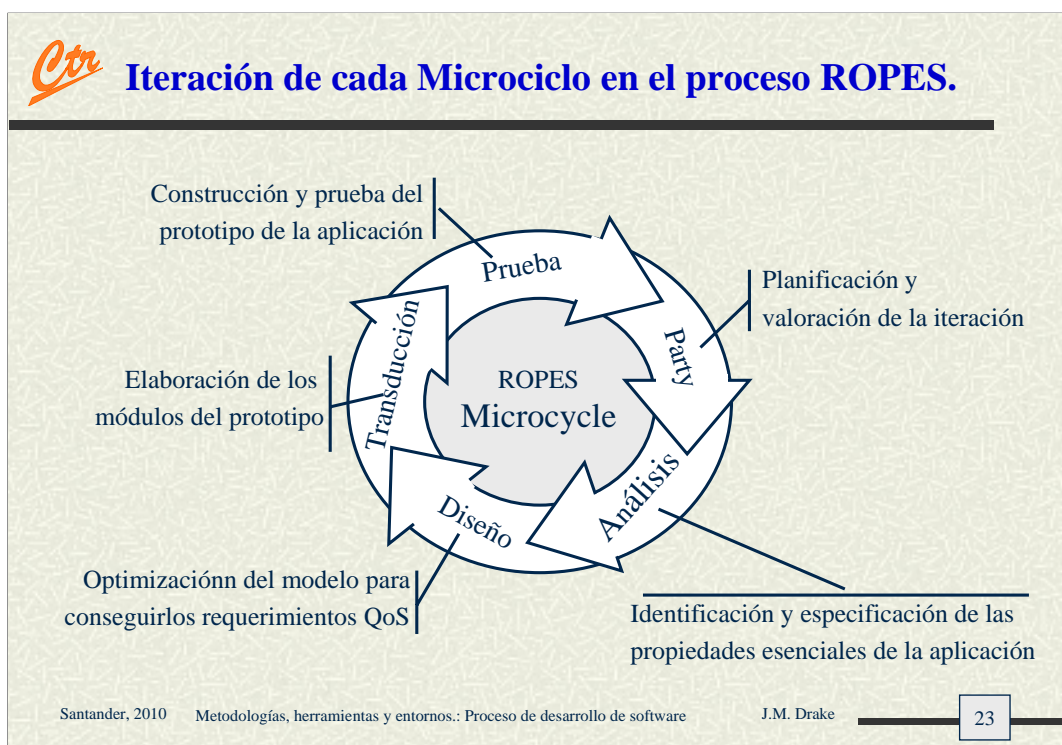 Ctr
Iteración de cada Microciclo en el proceso ROPES.
Construcción y prueba del
prototipo de la aplicación
Prueba
Planificación y
valoración de la iteración
Party
Transducción
Elaboración de los
módulos del prototipo
ROPES
Microcycle
Análisis
Diseño
Optimizaciónn del modelo para
conseguirlos requerimientos QoS
Identificación y especificación de las
propiedades esenciales de la aplicación
Santander, 2010 Metodologías, herramientas y entornos.: Proceso de desarrollo de software J.M. Drake 23